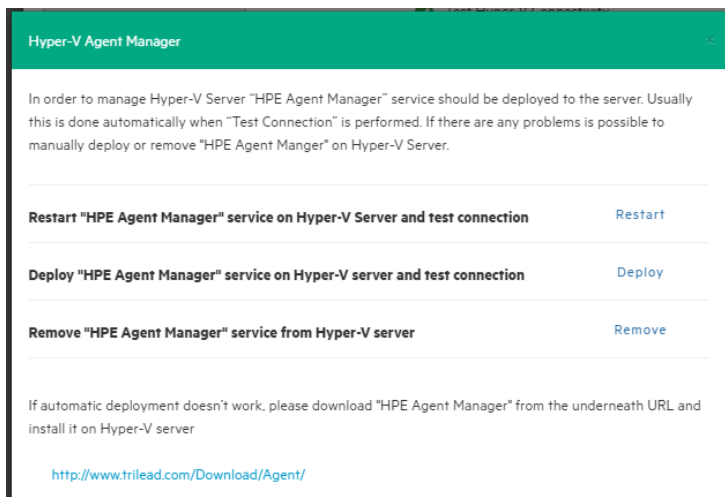 Test Hyper-V Connectivity
Hyper-V Agent Manager
In order to manage Hyper-V Server "HPE Agent Manager" service should be deployed to the server. Usually
this is done automatically when "Test Connection" is performed. If there are any problems is possible to
manually deploy or remove "HPE Agent Manger" on Hyper-V Server.
Restart "HPE Agent Manager" service on Hyper-V Server and test connection Restart
Deploy "HPE Agent Manager" service on Hyper-V server and test connection Deploy
Remove "HPE Agent Manager" service from Hyper-V server Remove
If automatic deployment doesn't work, please download "HPE Agent Manager" from the underneath URL and
install it on Hyper-V server
http://www.trilead.com/Download/Agent/